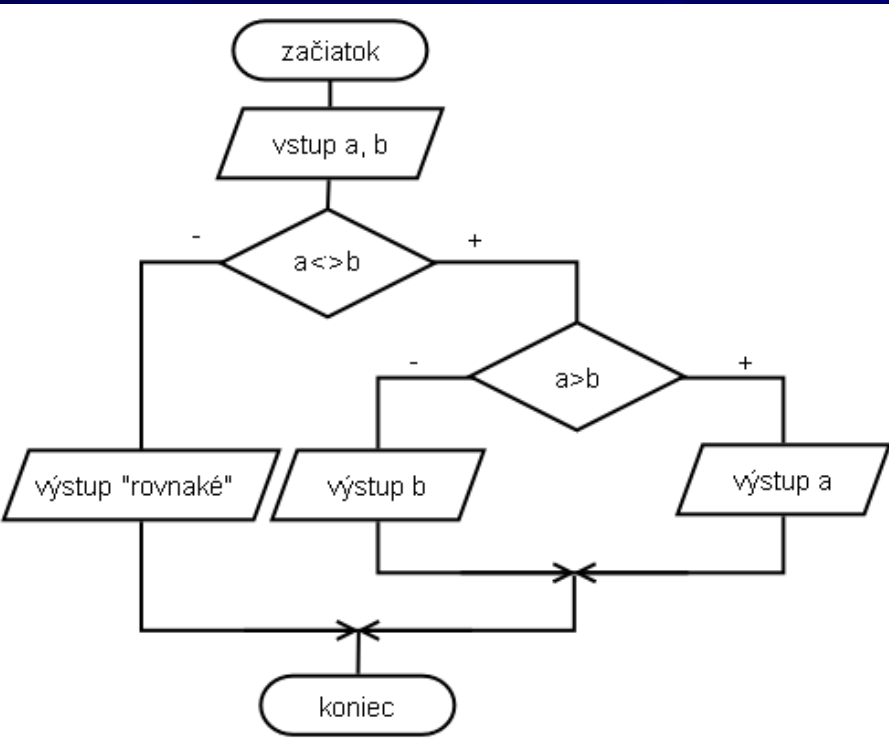 začiatok
vstup a, b
-
+
a<>b
-
+
a>b
výstup "rovnaké"
výstup b
výstup a
koniec